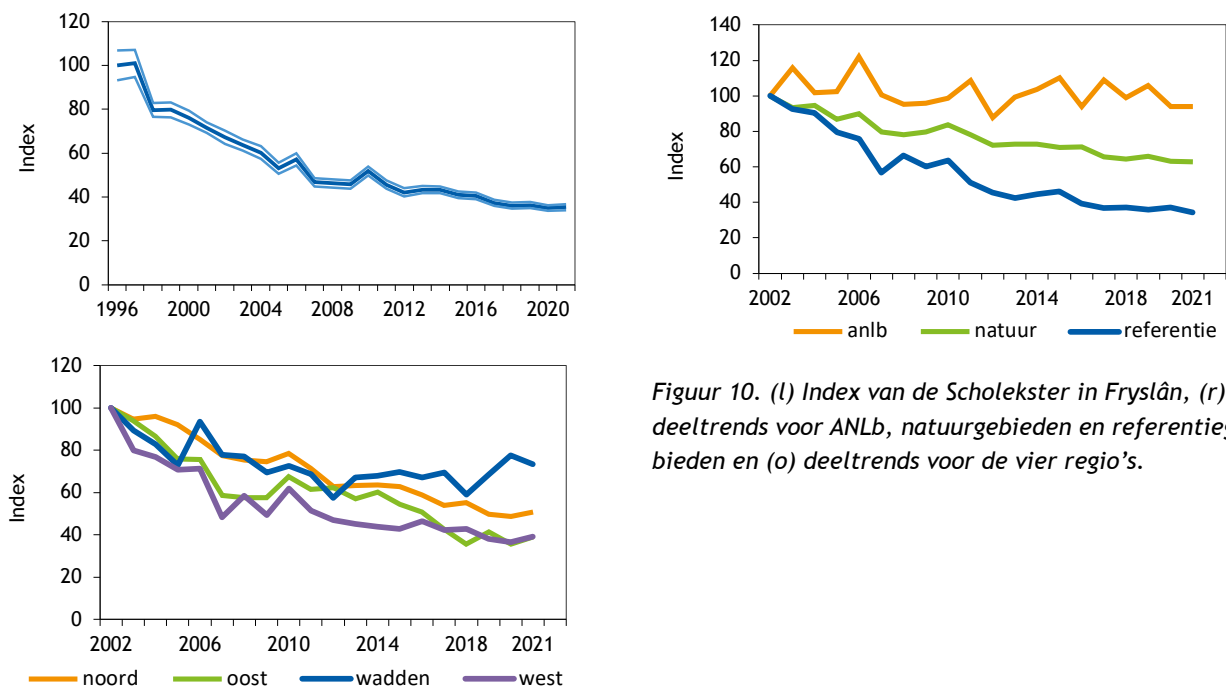 120
100
80
60
40
20
0
Index
1996 2000 2004 2008 2012 2016 2020
120
100
80
60
40
20
0
Index
2002 2006 2010 2014 2018 2021
noord oost wadden west
140
120
100
80
60
40
20
0
Index
2002 2006 2010 2014 2018 2021
anlb natuur referentie
Figuur 10. (l) Index van de Scholekster in Fryslân, (r)
deeltrends voor ANLb, natuurgebieden en referentieg
bieden en (o) deeltrends voor de vier regio's.